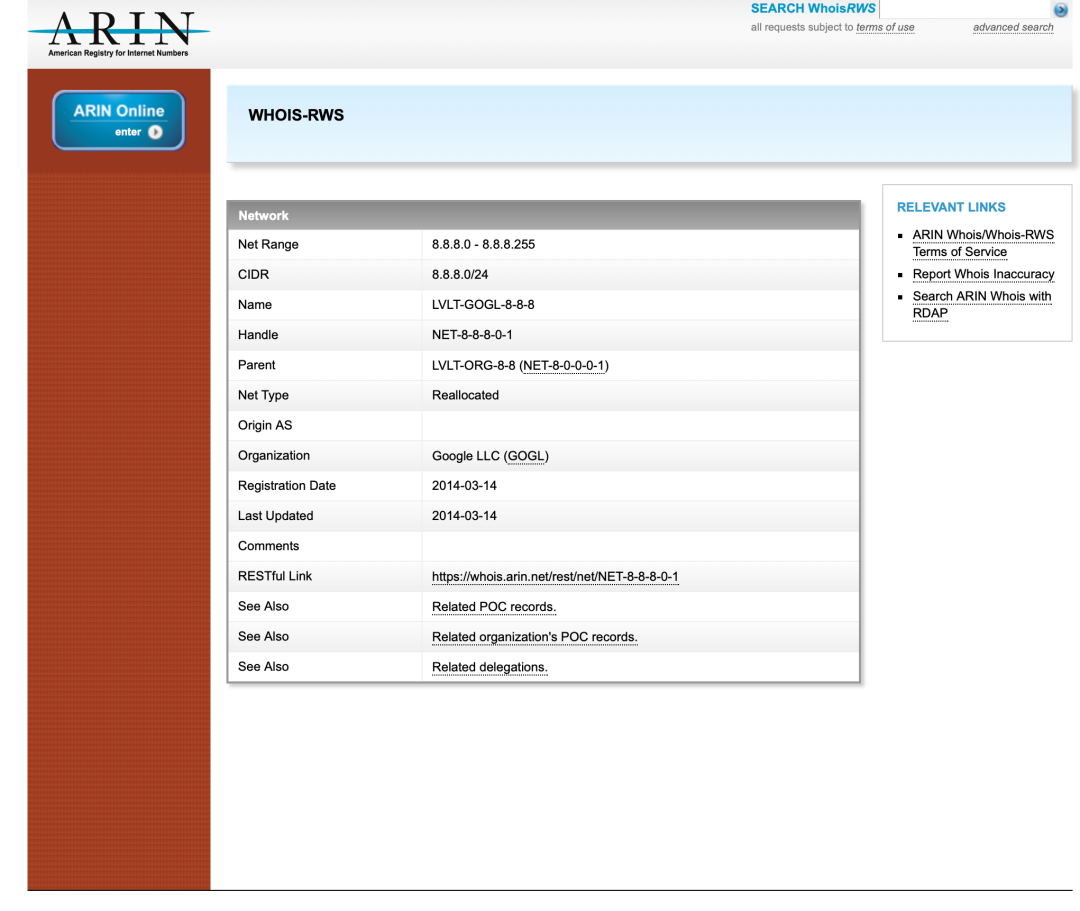 ARIN
American Registry for Internet Numbers
SEARCH WhoisRWS
all requests subject to terms of use advanced search
ARIN Online
enter
WHOIS-RWS
Network
Net Range 8.8.8.0 - 8.8.8.255
CIDR 8.8.8.0/24
Name LVLT-GOGL-8-8-8
Handle NET-8-8-8-0-1
Parent LVLT-ORG-8-8 (NET-8-0-0-0-1)
Net Type Reallocated
Origin AS
Organization Google LLC (GOGL)
Registration Date 2014-03-14
Last Updated 2014-03-14
Comments
RESTful Link https://whois.arin.net/rest/net/NET-8-8-8-0-1
See Also Related POC records.
See Also Related organization's POC records.
See Also Related delegations.
RELEVANT LINKS
ARIN Whois/Whois-RWS
Terms of Service
Report Whois Inaccuracy
Search ARIN Whois with
RDAP